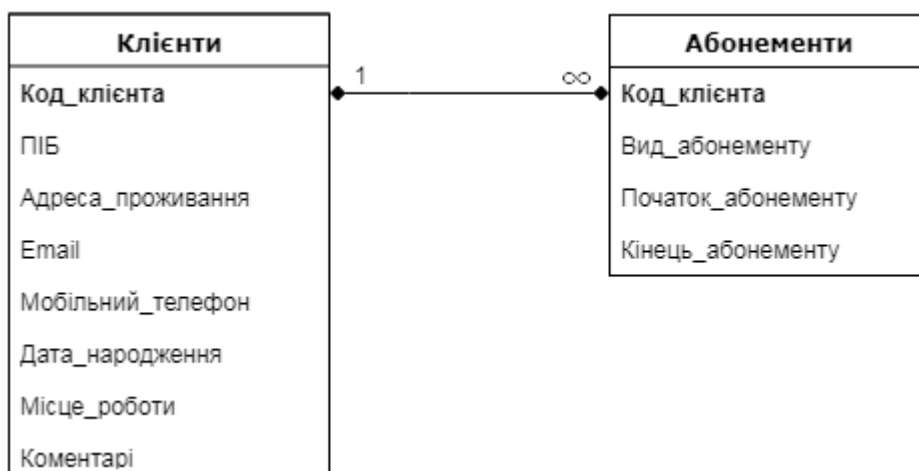 Клієнти
Код_клієнта
ПІБ
Адреса_проживання
Email
Мобільний_телефон
Дата_народження
Місце_роботи
Коментарі
1
∞
Абонементи
Код_клієнта
Вид_абонементу
Початок_абонементу
Кінець_абонементу